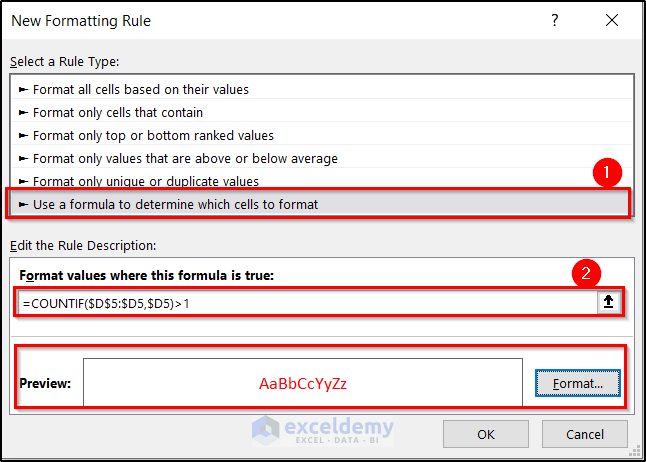 New Formatting Rule ? ×
Select a Rule Type:
► Format all cells based on their values
► Format only cells that contain
► Format only top or bottom ranked values
► Format only values that are above or below average
► Format only unique or duplicate values
1
► Use a formula to determine which cells to format
Edit the Rule Description:
Format values where this formula is true:
2
=COUNTIF($D$5:$D5,$D5)>1
Preview: AaBbCcYyZz Format...
exceldemy
EXCEL - DATA - BI
OK Cancel